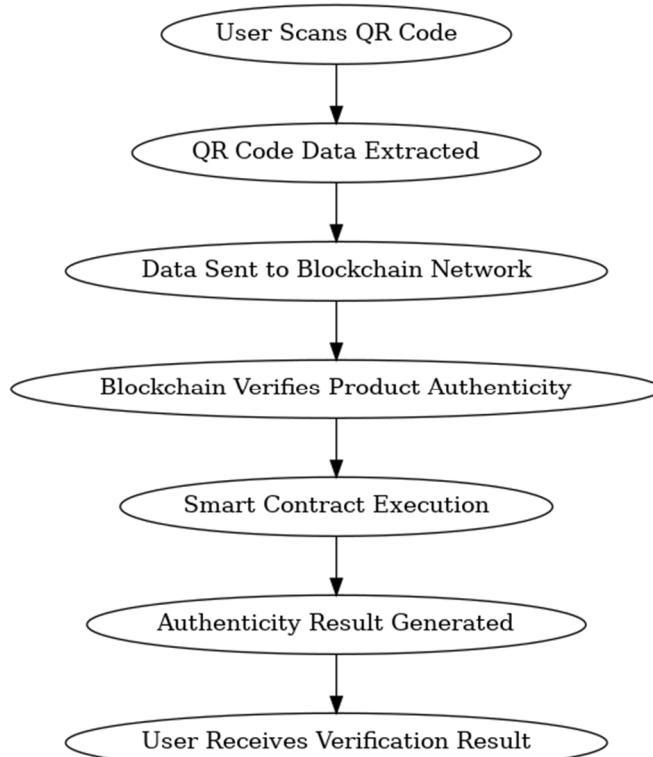 User Scans QR Code
QR Code Data Extracted
Data Sent to Blockchain Network
Blockchain Verifies Product Authenticity
Smart Contract Execution
Authenticity Result Generated
User Receives Verification Result